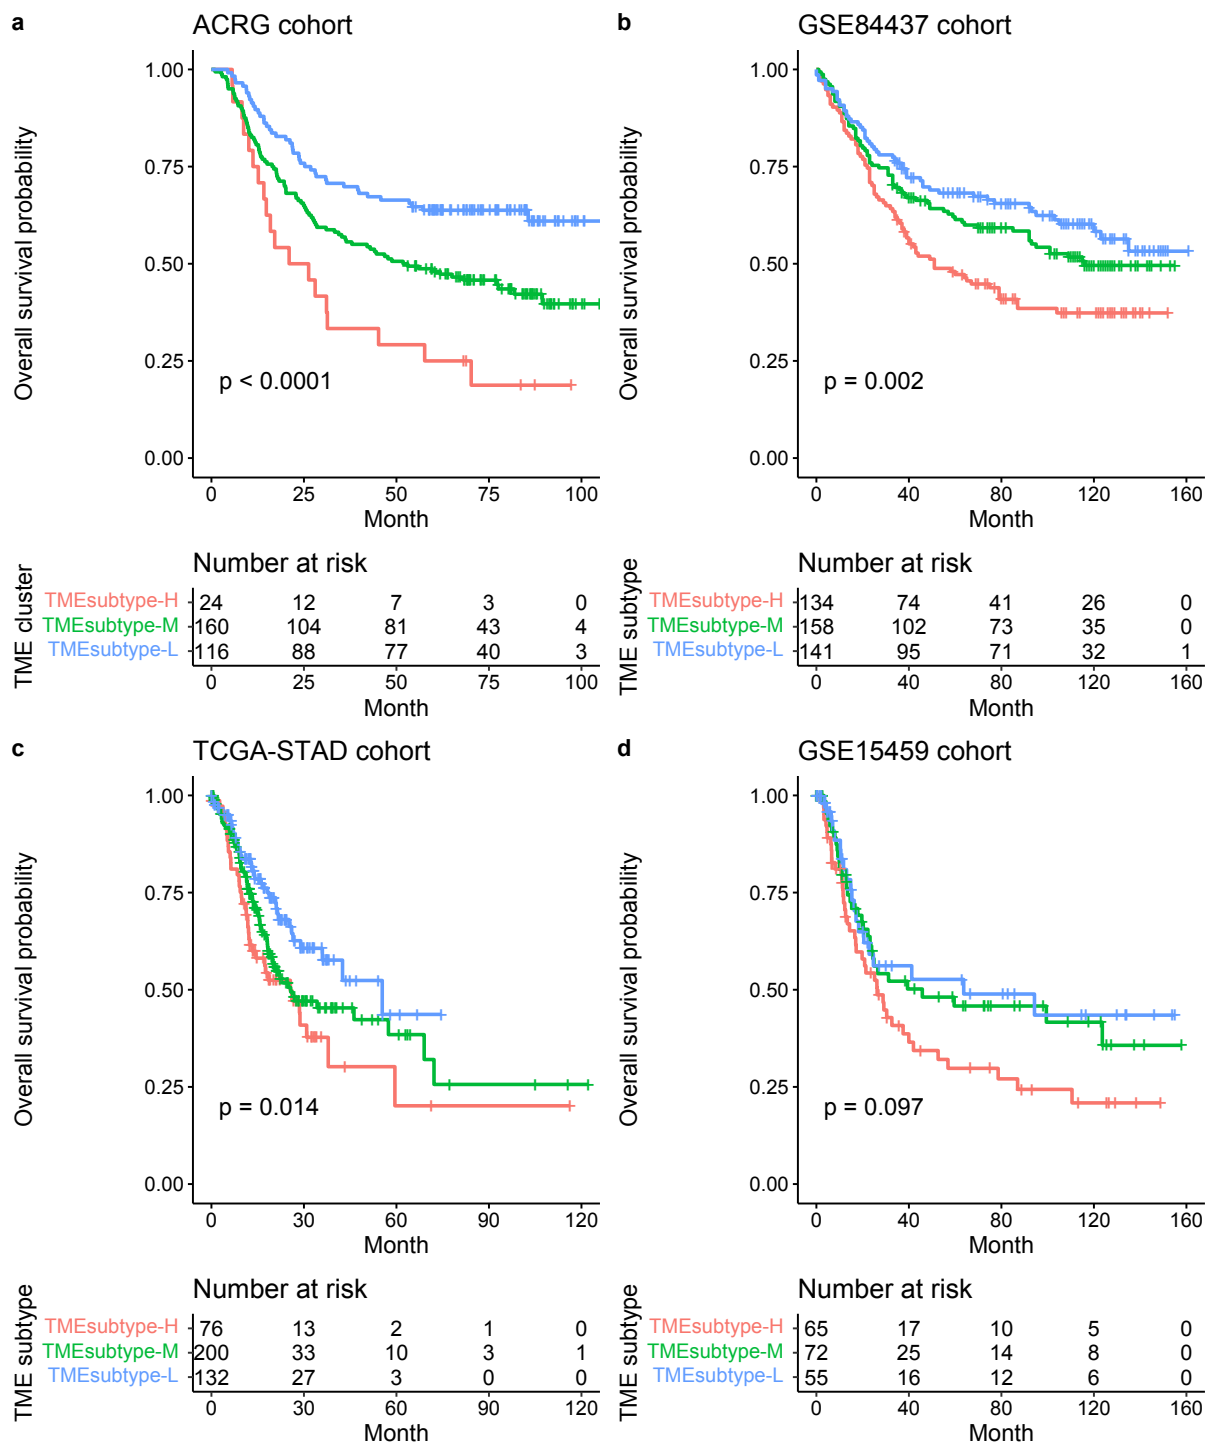 a
ACRG cohort
Overall survival probability
1.00
0.75
0.50
0.25
0.00
p < 0.0001
0 25 50 75 100
Month
Number at risk
TME cluster
TMEsubtype-H 24 12 7 3 0
TMEsubtype-M 160 104 81 43 4
TMEsubtype-L 116 88 77 40 3
0 25 50 75 100
Month
b
GSE84437 cohort
Overall survival probability
1.00
0.75
0.50
0.25
0.00
p = 0.002
0 40 80 120 160
Month
Number at risk
TME subtype
TMEsubtype-H 134 74 41 26 0
TMEsubtype-M 158 102 73 35 0
TMEsubtype-L 141 95 71 32 1
0 40 80 120 160
Month
c
TCGA-STAD cohort
Overall survival probability
1.00
0.75
0.50
0.25
0.00
p = 0.014
0 30 60 90 120
Month
Number at risk
TME subtype
TMEsubtype-H 76 13 2 1 0
TMEsubtype-M 200 33 10 3 1
TMEsubtype-L 132 27 3 0 0
0 30 60 90 120
Month
d
GSE15459 cohort
Overall survival probability
1.00
0.75
0.50
0.25
0.00
p = 0.097
0 40 80 120 160
Month
Number at risk
TME subtype
TMEsubtype-H 65 17 10 5 0
TMEsubtype-M 72 25 14 8 0
TMEsubtype-L 55 16 12 6 0
0 40 80 120 160
Month